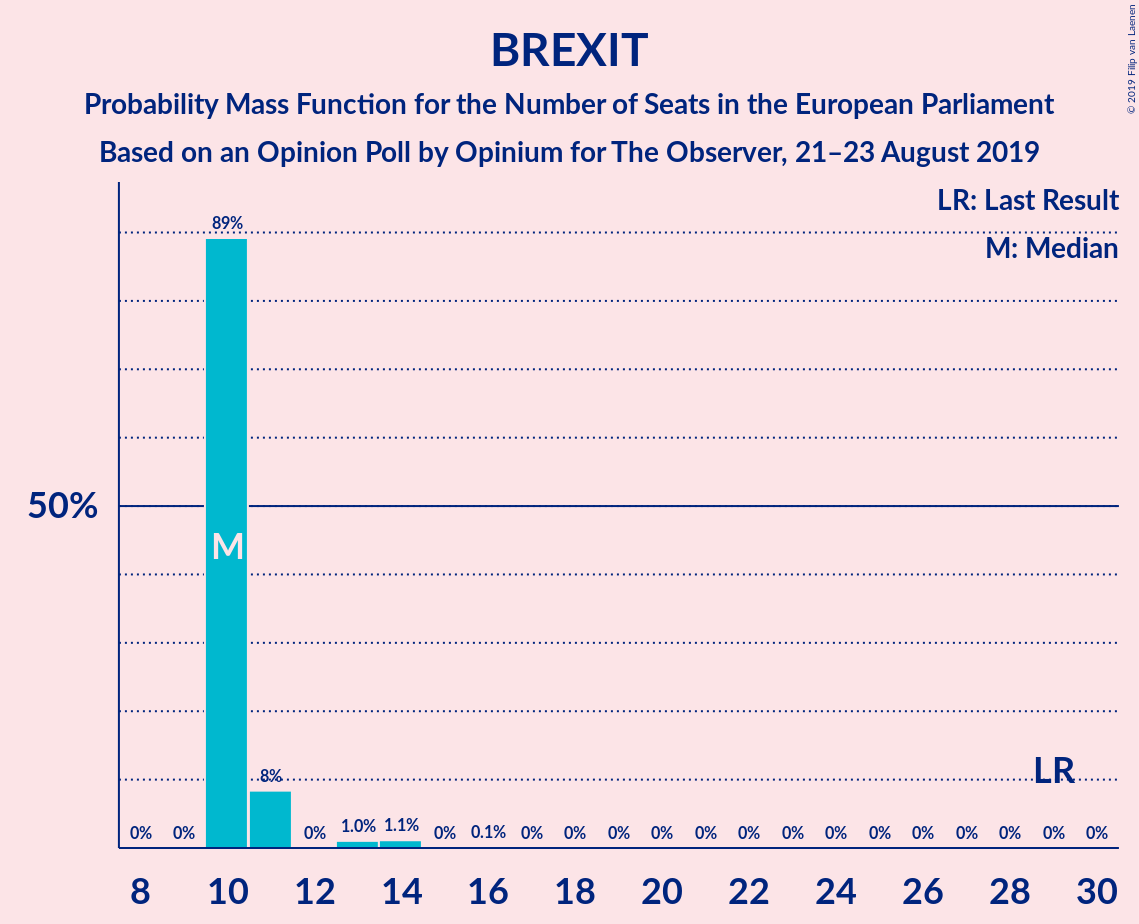 BREXIT
Probability Mass Function for the Number of Seats in the European Parliament
Based on an Opinion Poll by Opinium for The Observer, 21–23 August 2019
© 2019 Filip van Laenen
LR: Last Result
M: Median
89%
50%
M
8%
LR
0% 0% 0% 1.0% 1.1% 0% 0.1% 0% 0% 0% 0% 0% 0% 0% 0% 0% 0% 0% 0% 0% 0%
8 10 12 14 16 18 20 22 24 26 28 30